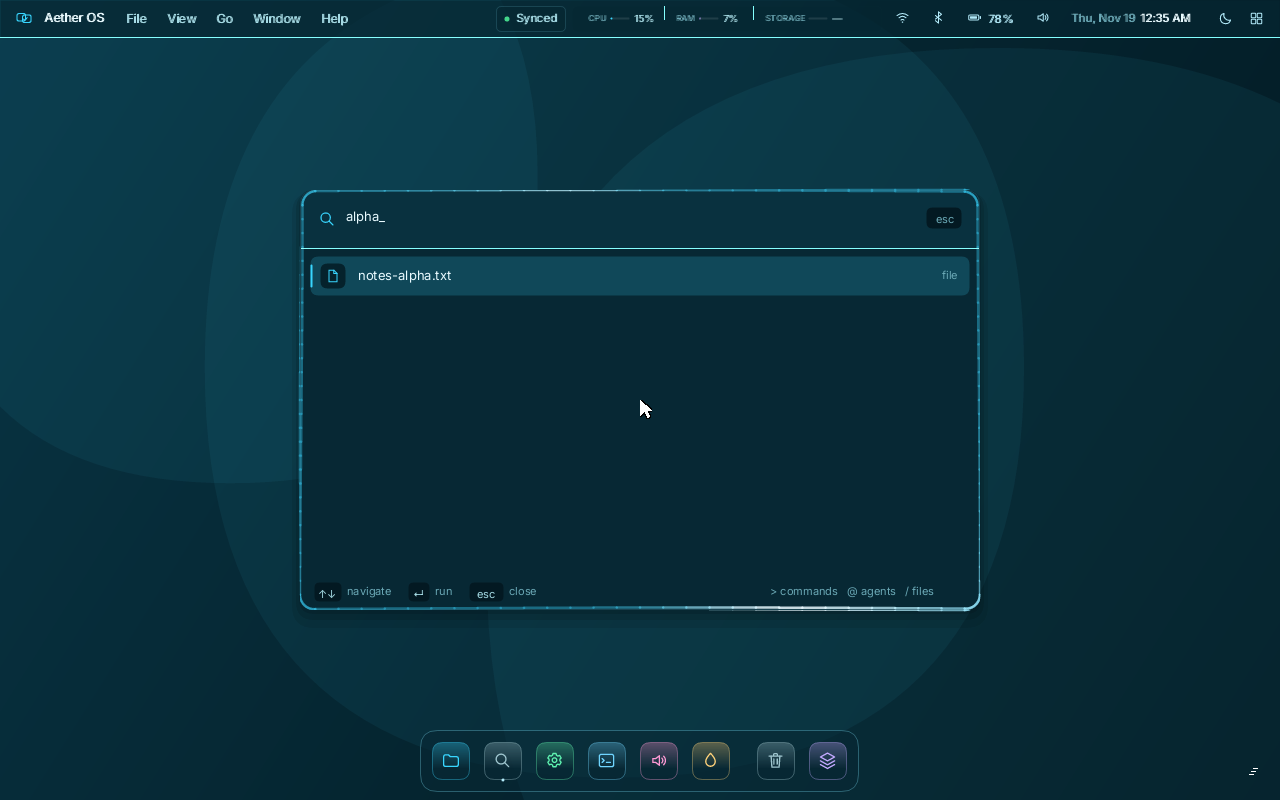 Aether OS File View Go Window Help Synced CPU 15% RAM 7% STORAGE — 78% Thu, Nov 19 12:35 AM
alpha_ esc
notes-alpha.txt file
↑↓ navigate ↵ run esc close > commands @ agents / files